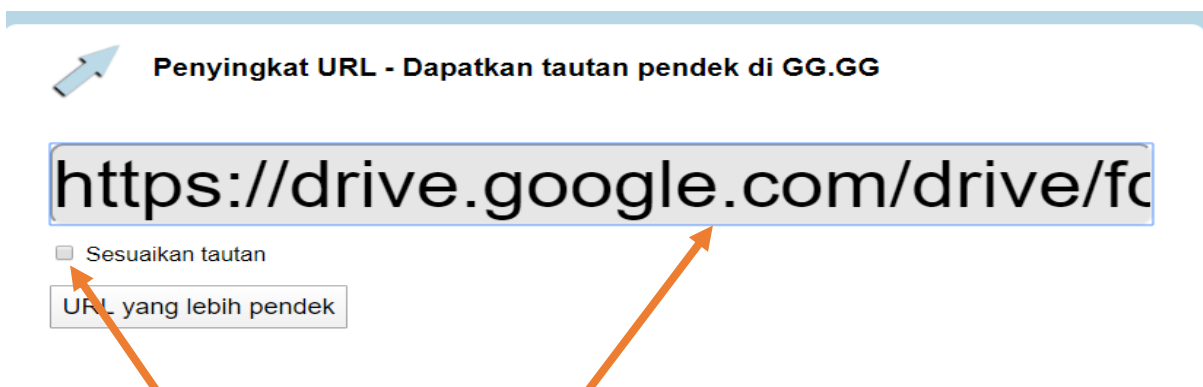 Penyingkat URL - Dapatkan tautan pendek di GG.GG
https://drive.google.com/drive/fo
Sesuaikan tautan
URL yang lebih pendek